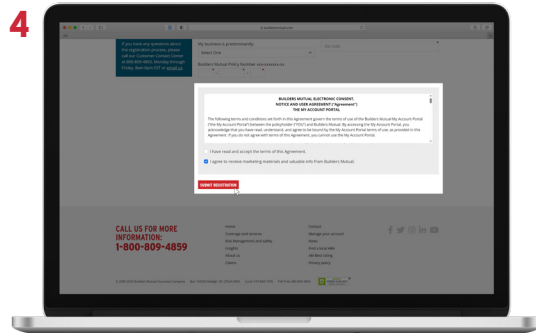 4
buildersmutual.com
If you have any questions about
the registration process, please
call our Customer Contact Center
at 800-809-4859, Monday through
Friday, 8am-5pm EST or email us.
My business is predominantly:
Select One
Zip code
Builders Mutual Policy Number
BUILDERS MUTUAL ELECTRONIC CONSENT,
NOTICE AND USER AGREEMENT ("Agreement")
THE MY ACCOUNT PORTAL
The following terms and conditions set forth in this Agreement govern the terms of use of the Builders Mutual My Account Portal
("the My Account Portal") between the policyholder ("YOU") and Builders Mutual. By accessing the My Account Portal, you
acknowledge that you have read, understand, and agree to be bound by the My Account Portal terms of use, as provided in this
Agreement. If you do not agree with terms of this Agreement, you cannot use the My Account Portal.
I have read and accept the terms of this Agreement.
I agree to receive marketing materials and valuable info from Builders Mutual.
SUBMIT REGISTRATION
CALL US FOR MORE
INFORMATION:
1-800-809-4859
Home
Coverage and services
Risk Management and safety
Insights
About us
Claims
Contact
Manage your account
News
Find a local HBA
AM Best rating
Privacy policy